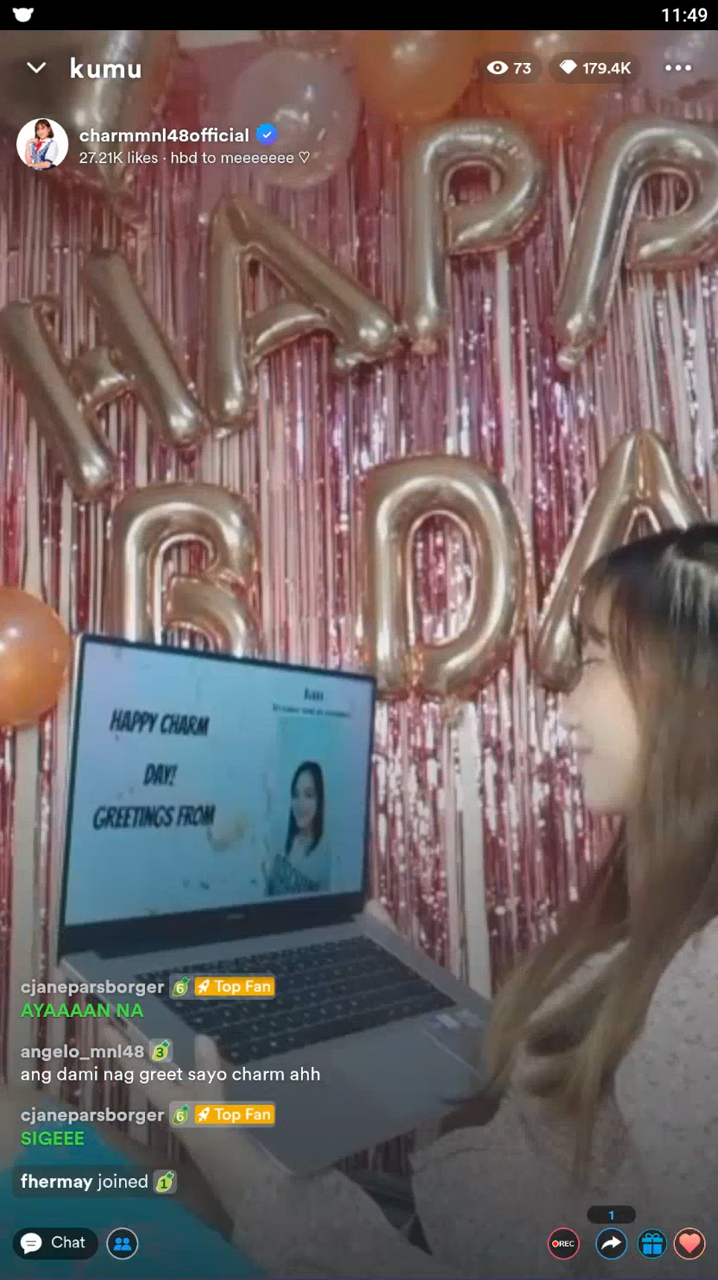 11:49
kumu
73
179.4K
charmmnl48official
27.21K likes · hbd to meeeeeee ♡
HAPP
B DA
HAPPY CHARM
DAY!
GREETINGS FROM
cjaneparsborger 6 Top Fan
AYAAAAN NA
angelo_mnl48 3
ang dami nag greet sayo charm ahh
cjaneparsborger 6 Top Fan
SIGEEE
fhermay joined 1
1
Chat
REC